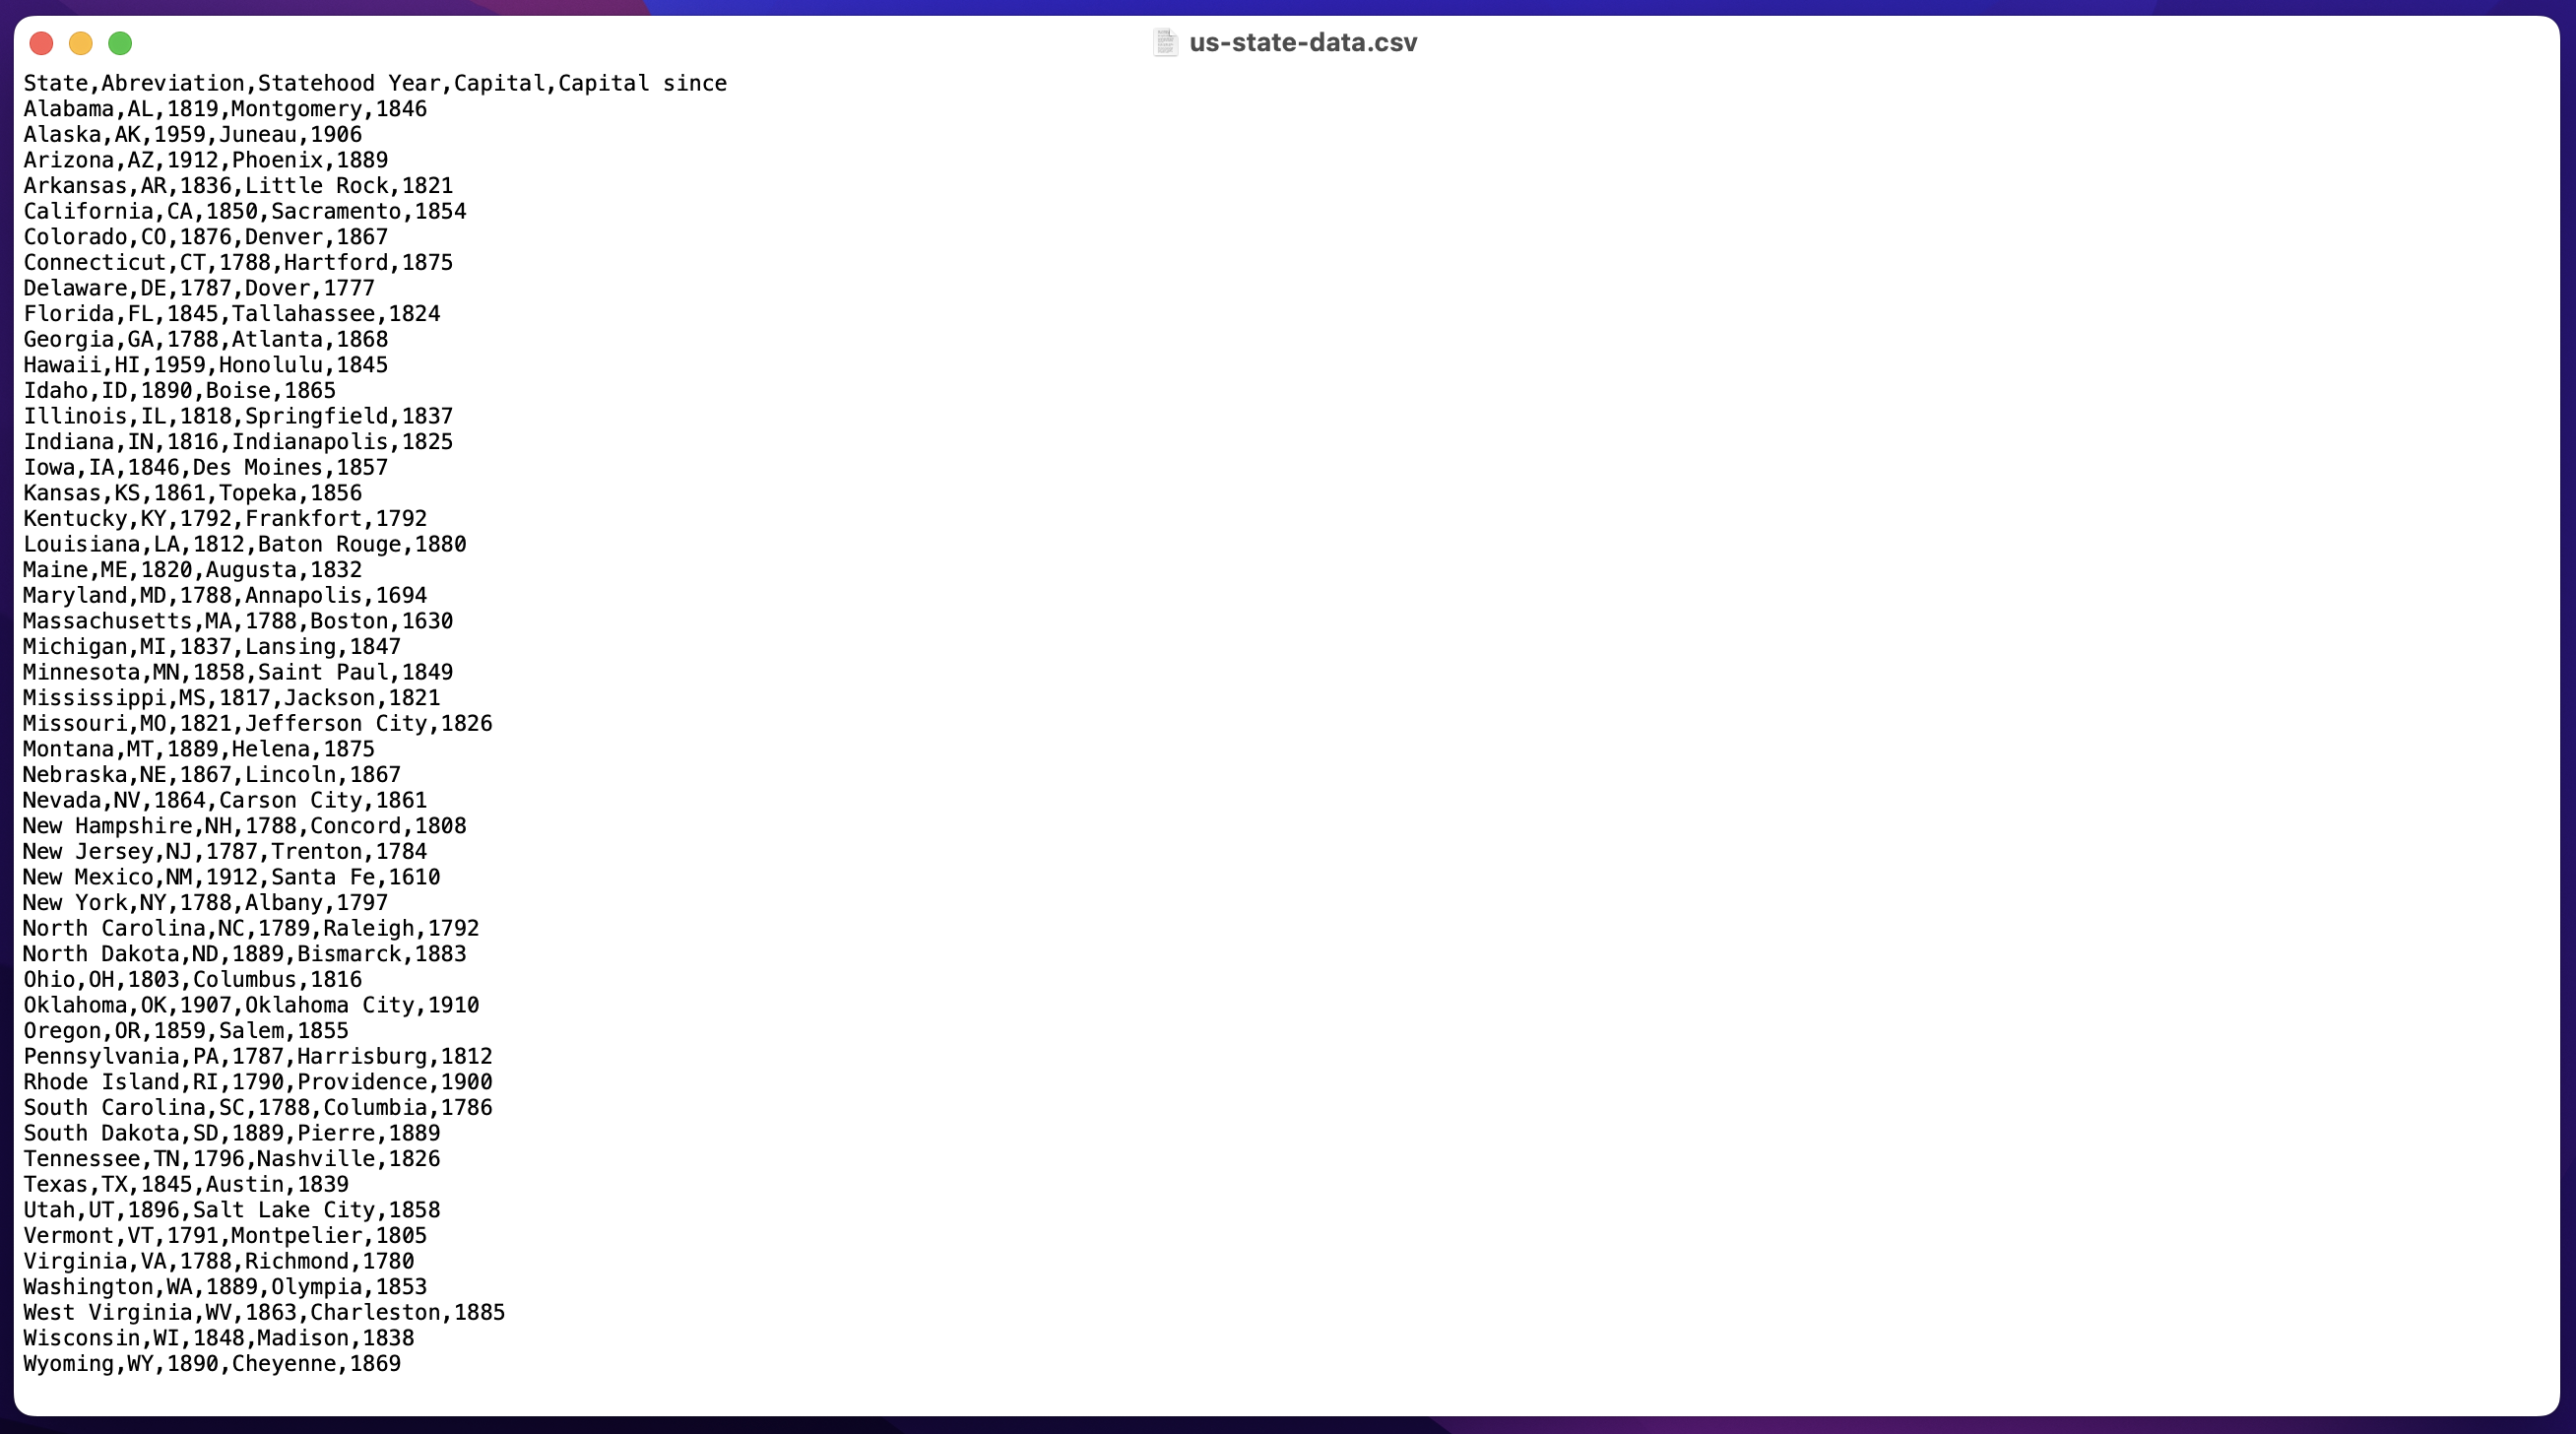 us-state-data.csv
State,Abreviation,Statehood Year,Capital,Capital since
Alabama,AL,1819,Montgomery,1846
Alaska,AK,1959,Juneau,1906
Arizona,AZ,1912,Phoenix,1889
Arkansas,AR,1836,Little Rock,1821
California,CA,1850,Sacramento,1854
Colorado,CO,1876,Denver,1867
Connecticut,CT,1788,Hartford,1875
Delaware,DE,1787,Dover,1777
Florida,FL,1845,Tallahassee,1824
Georgia,GA,1788,Atlanta,1868
Hawaii,HI,1959,Honolulu,1845
Idaho,ID,1890,Boise,1865
Illinois,IL,1818,Springfield,1837
Indiana,IN,1816,Indianapolis,1825
Iowa,IA,1846,Des Moines,1857
Kansas,KS,1861,Topeka,1856
Kentucky,KY,1792,Frankfort,1792
Louisiana,LA,1812,Baton Rouge,1880
Maine,ME,1820,Augusta,1832
Maryland,MD,1788,Annapolis,1694
Massachusetts,MA,1788,Boston,1630
Michigan,MI,1837,Lansing,1847
Minnesota,MN,1858,Saint Paul,1849
Mississippi,MS,1817,Jackson,1821
Missouri,MO,1821,Jefferson City,1826
Montana,MT,1889,Helena,1875
Nebraska,NE,1867,Lincoln,1867
Nevada,NV,1864,Carson City,1861
New Hampshire,NH,1788,Concord,1808
New Jersey,NJ,1787,Trenton,1784
New Mexico,NM,1912,Santa Fe,1610
New York,NY,1788,Albany,1797
North Carolina,NC,1789,Raleigh,1792
North Dakota,ND,1889,Bismarck,1883
Ohio,OH,1803,Columbus,1816
Oklahoma,OK,1907,Oklahoma City,1910
Oregon,OR,1859,Salem,1855
Pennsylvania,PA,1787,Harrisburg,1812
Rhode Island,RI,1790,Providence,1900
South Carolina,SC,1788,Columbia,1786
South Dakota,SD,1889,Pierre,1889
Tennessee,TN,1796,Nashville,1826
Texas,TX,1845,Austin,1839
Utah,UT,1896,Salt Lake City,1858
Vermont,VT,1791,Montpelier,1805
Virginia,VA,1788,Richmond,1780
Washington,WA,1889,Olympia,1853
West Virginia,WV,1863,Charleston,1885
Wisconsin,WI,1848,Madison,1838
Wyoming,WY,1890,Cheyenne,1869